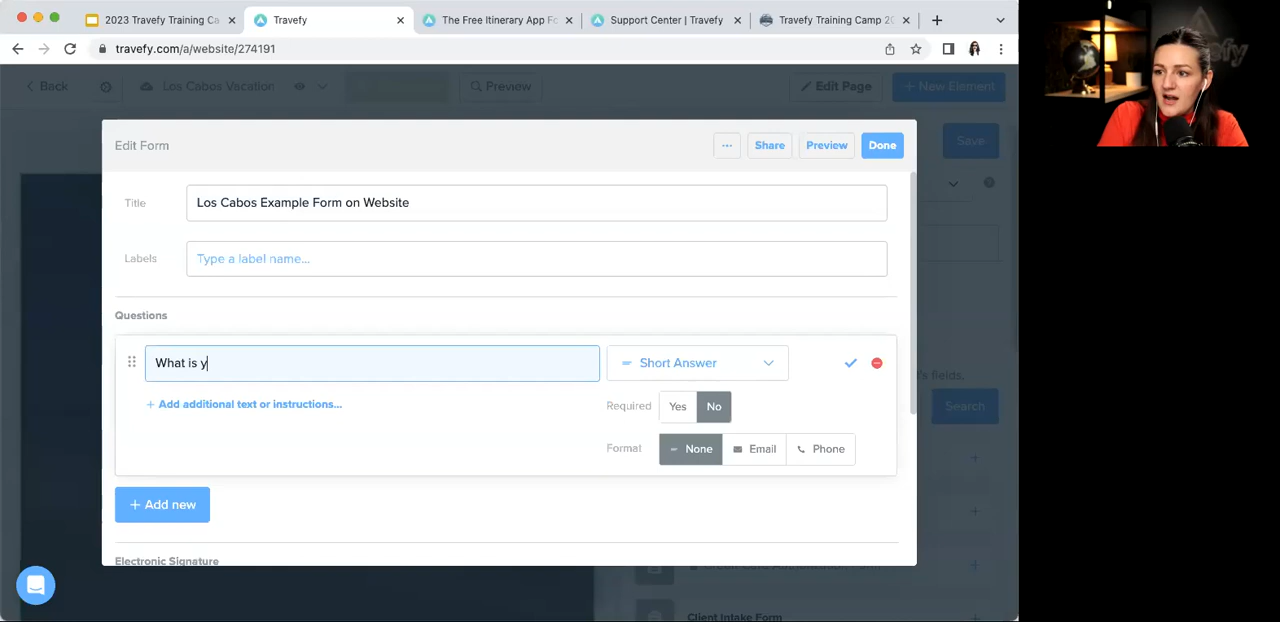 2023 Travefy Training Ca
Travefy
The Free Itinerary App Fo
Support Center | Travefy
Travefy Training Camp 20
travefy.com/a/website/274191
Back
Los Cabos Vacation
Preview
Edit Page
+ New Element
Edit Form
...
Share
Preview
Done
Save
Title
Los Cabos Example Form on Website
Labels
Type a label name...
Questions
What is y
Short Answer
's fields.
+ Add additional text or instructions...
Required
Yes
No
Search
Format
None
Email
Phone
+ Add new
Electronic Signature
Client Intake Form